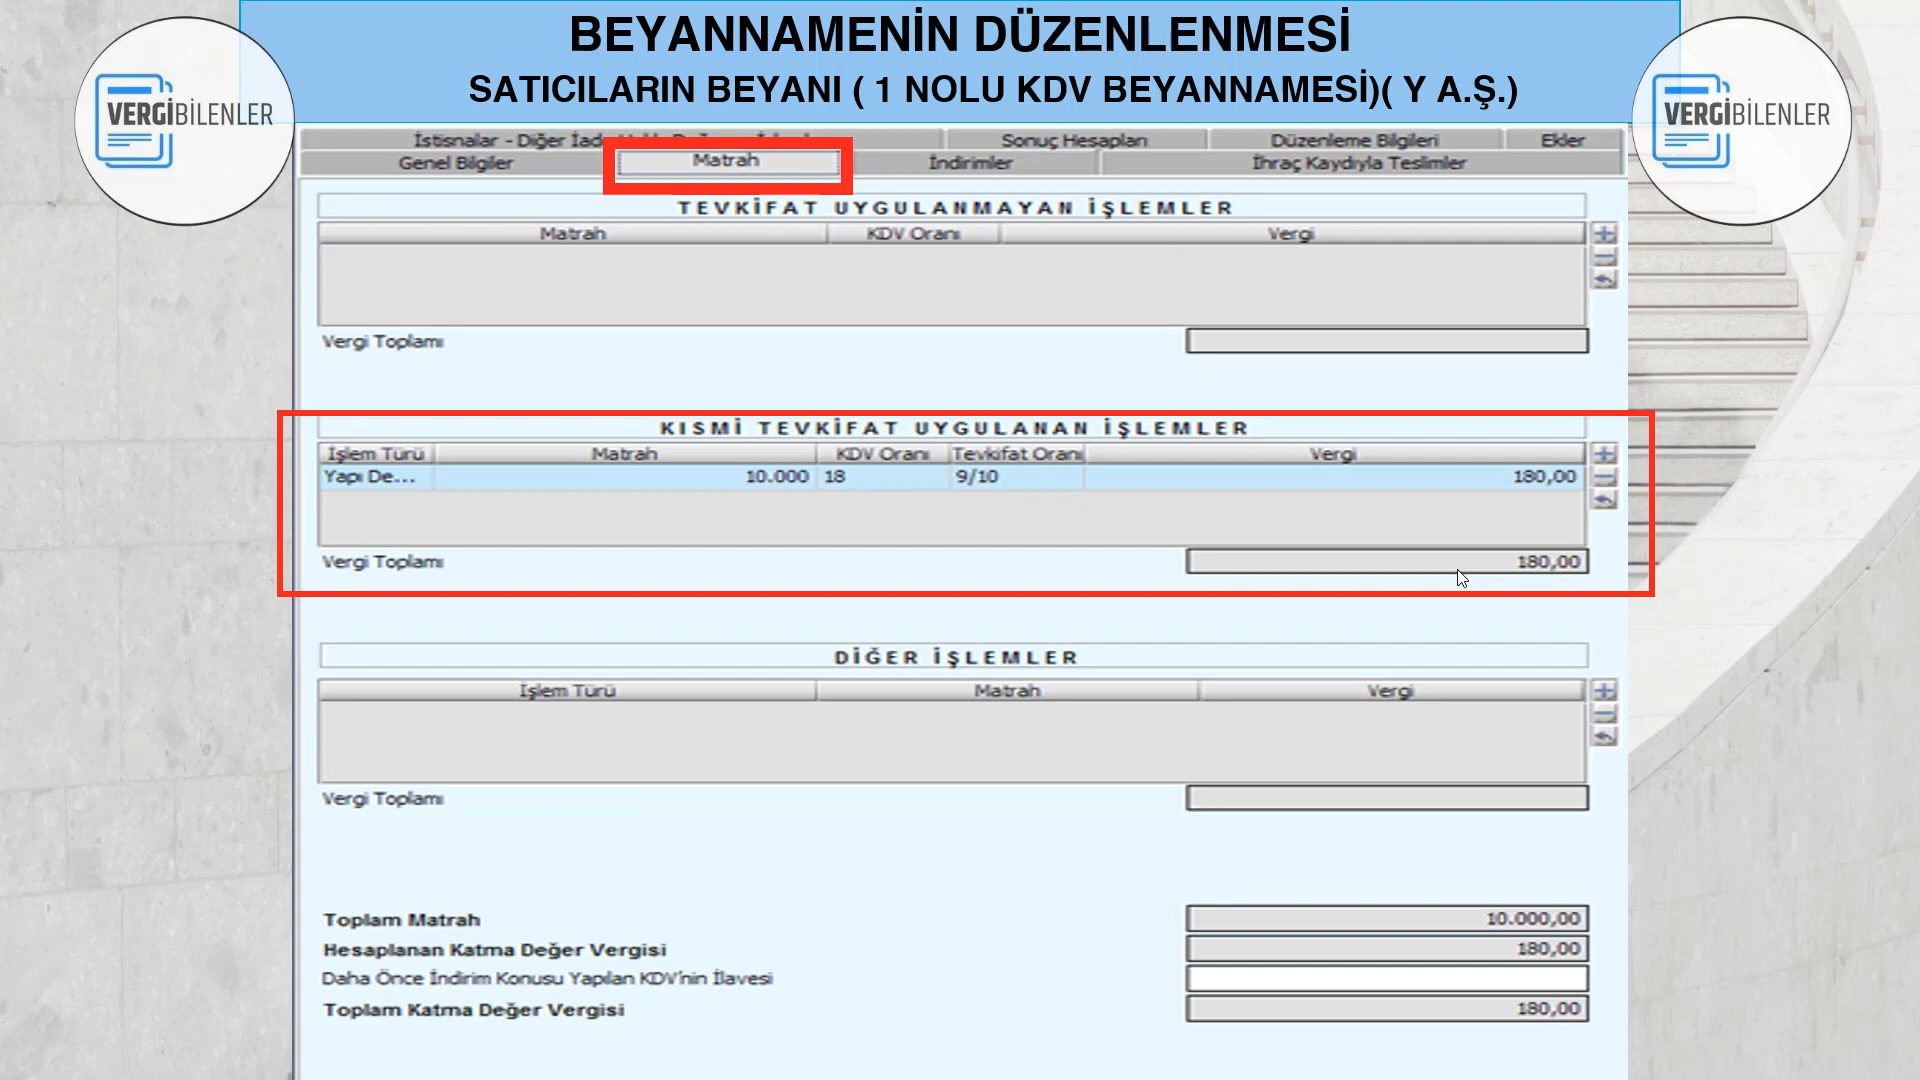 BEYANNAMENİN DÜZENLENMESİ
SATICILARIN BEYANI ( 1 NOLU KDV BEYANNAMESİ)( Y A.Ş.)
VERGİBİLENLER
VERGİBİLENLER
İstisnalar - Diğer İade Sonuç Hesapları Düzenleme Bilgileri Ekler
Genel Bilgiler Matrah İndirimler İhraç Kaydıyla Teslimler
TEVKİFAT UYGULANMAYAN İŞLEMLER
Matrah KDV Oranı Vergi
Vergi Toplamı
KISMİ TEVKİFAT UYGULANAN İŞLEMLER
İşlem Türü Matrah KDV Oranı Tevkifat Oranı Vergi
Yapı De... 10.000 18 9/10 180,00
Vergi Toplamı 180,00
DİĞER İŞLEMLER
İşlem Türü Matrah Vergi
Vergi Toplamı
Toplam Matrah 10.000,00
Hesaplanan Katma Değer Vergisi 180,00
Daha Önce İndirim Konusu Yapılan KDV'nin İlavesi
Toplam Katma Değer Vergisi 180,00